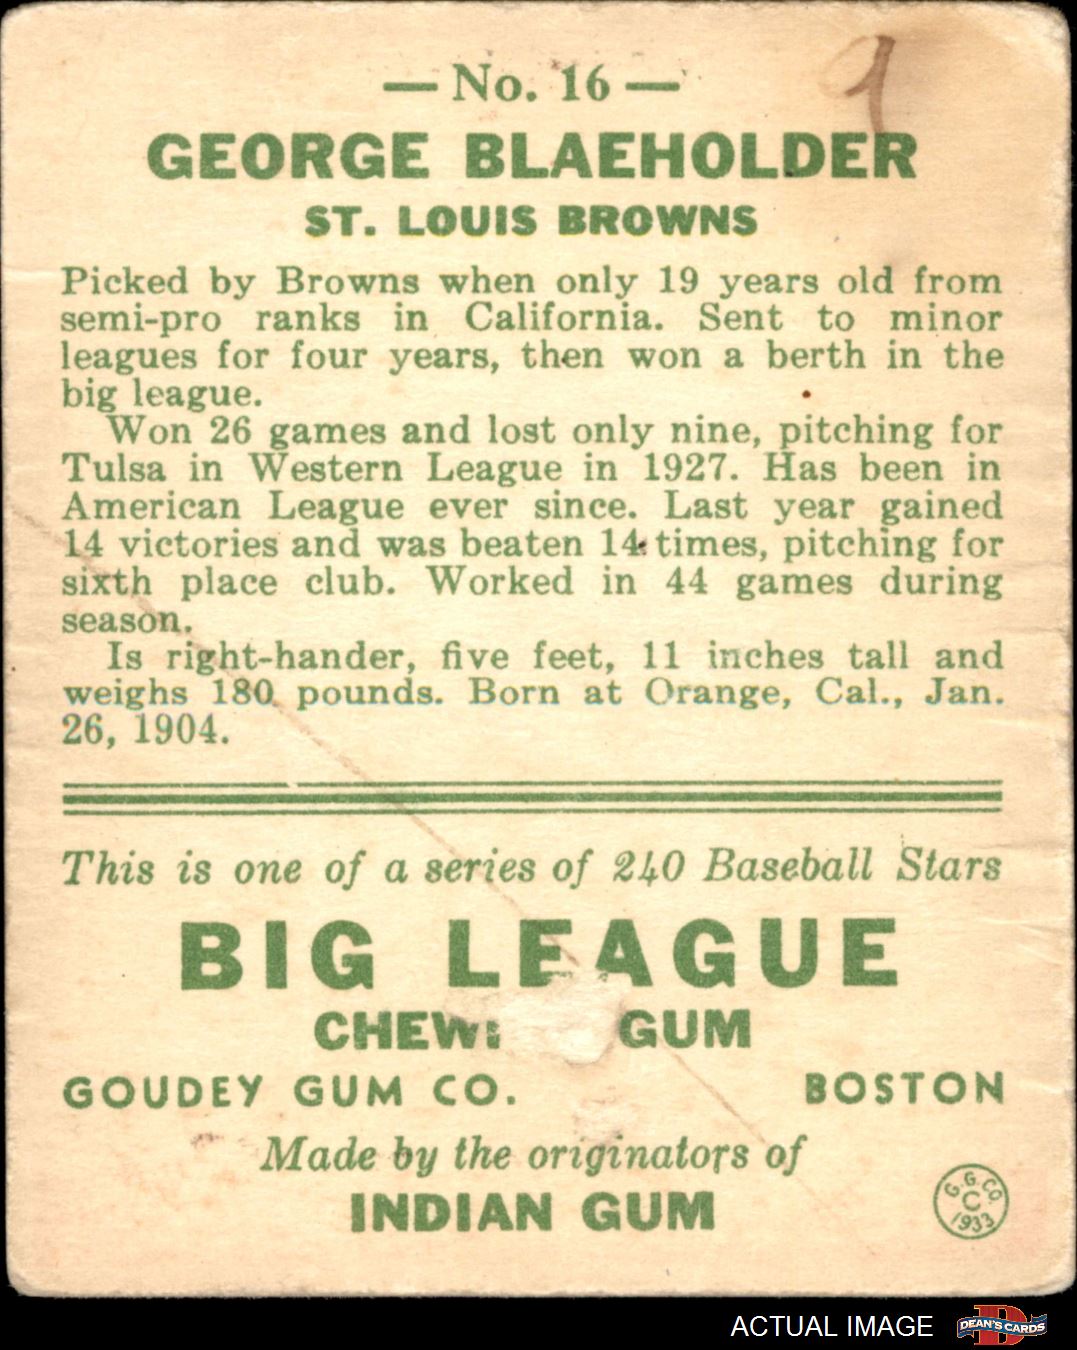 9
— No. 16 —
GEORGE BLAEHOLDER
ST. LOUIS BROWNS
Picked by Browns when only 19 years old from
semi-pro ranks in California. Sent to minor
leagues for four years, then won a berth in the
big league.
Won 26 games and lost only nine, pitching for
Tulsa in Western League in 1927. Has been in
American League ever since. Last year gained
14 victories and was beaten 14 times, pitching for
sixth place club. Worked in 44 games during
season.
Is right-hander, five feet, 11 inches tall and
weighs 180 pounds. Born at Orange, Cal., Jan.
26, 1904.
This is one of a series of 240 Baseball Stars
BIG LEAGUE
GUM
GOUDEY GUM CO. BOSTON
Made by the originators of
INDIAN GUM
G. G. CO.
C
1933
ACTUAL IMAGE
DEAN'S CARDS